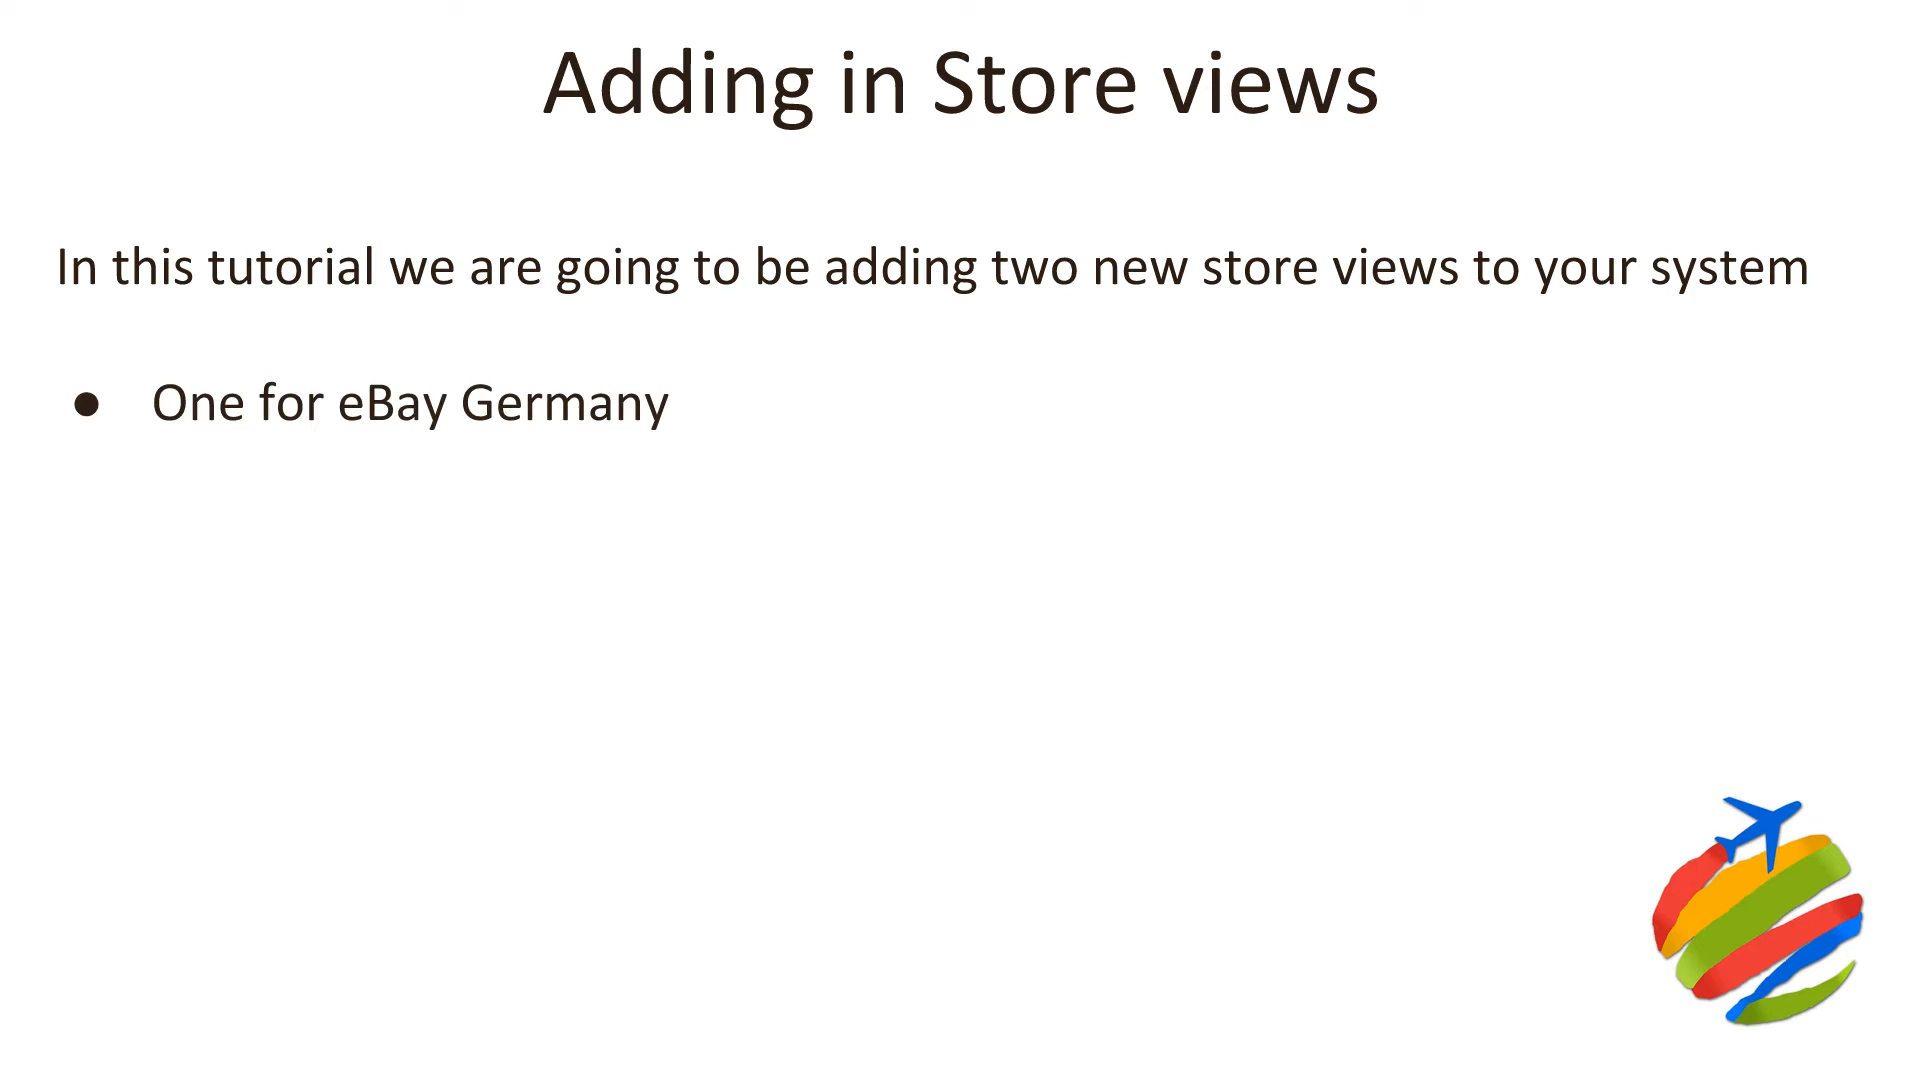 Adding in Store views
In this tutorial we are going to be adding two new store views to your system
● One for eBay Germany